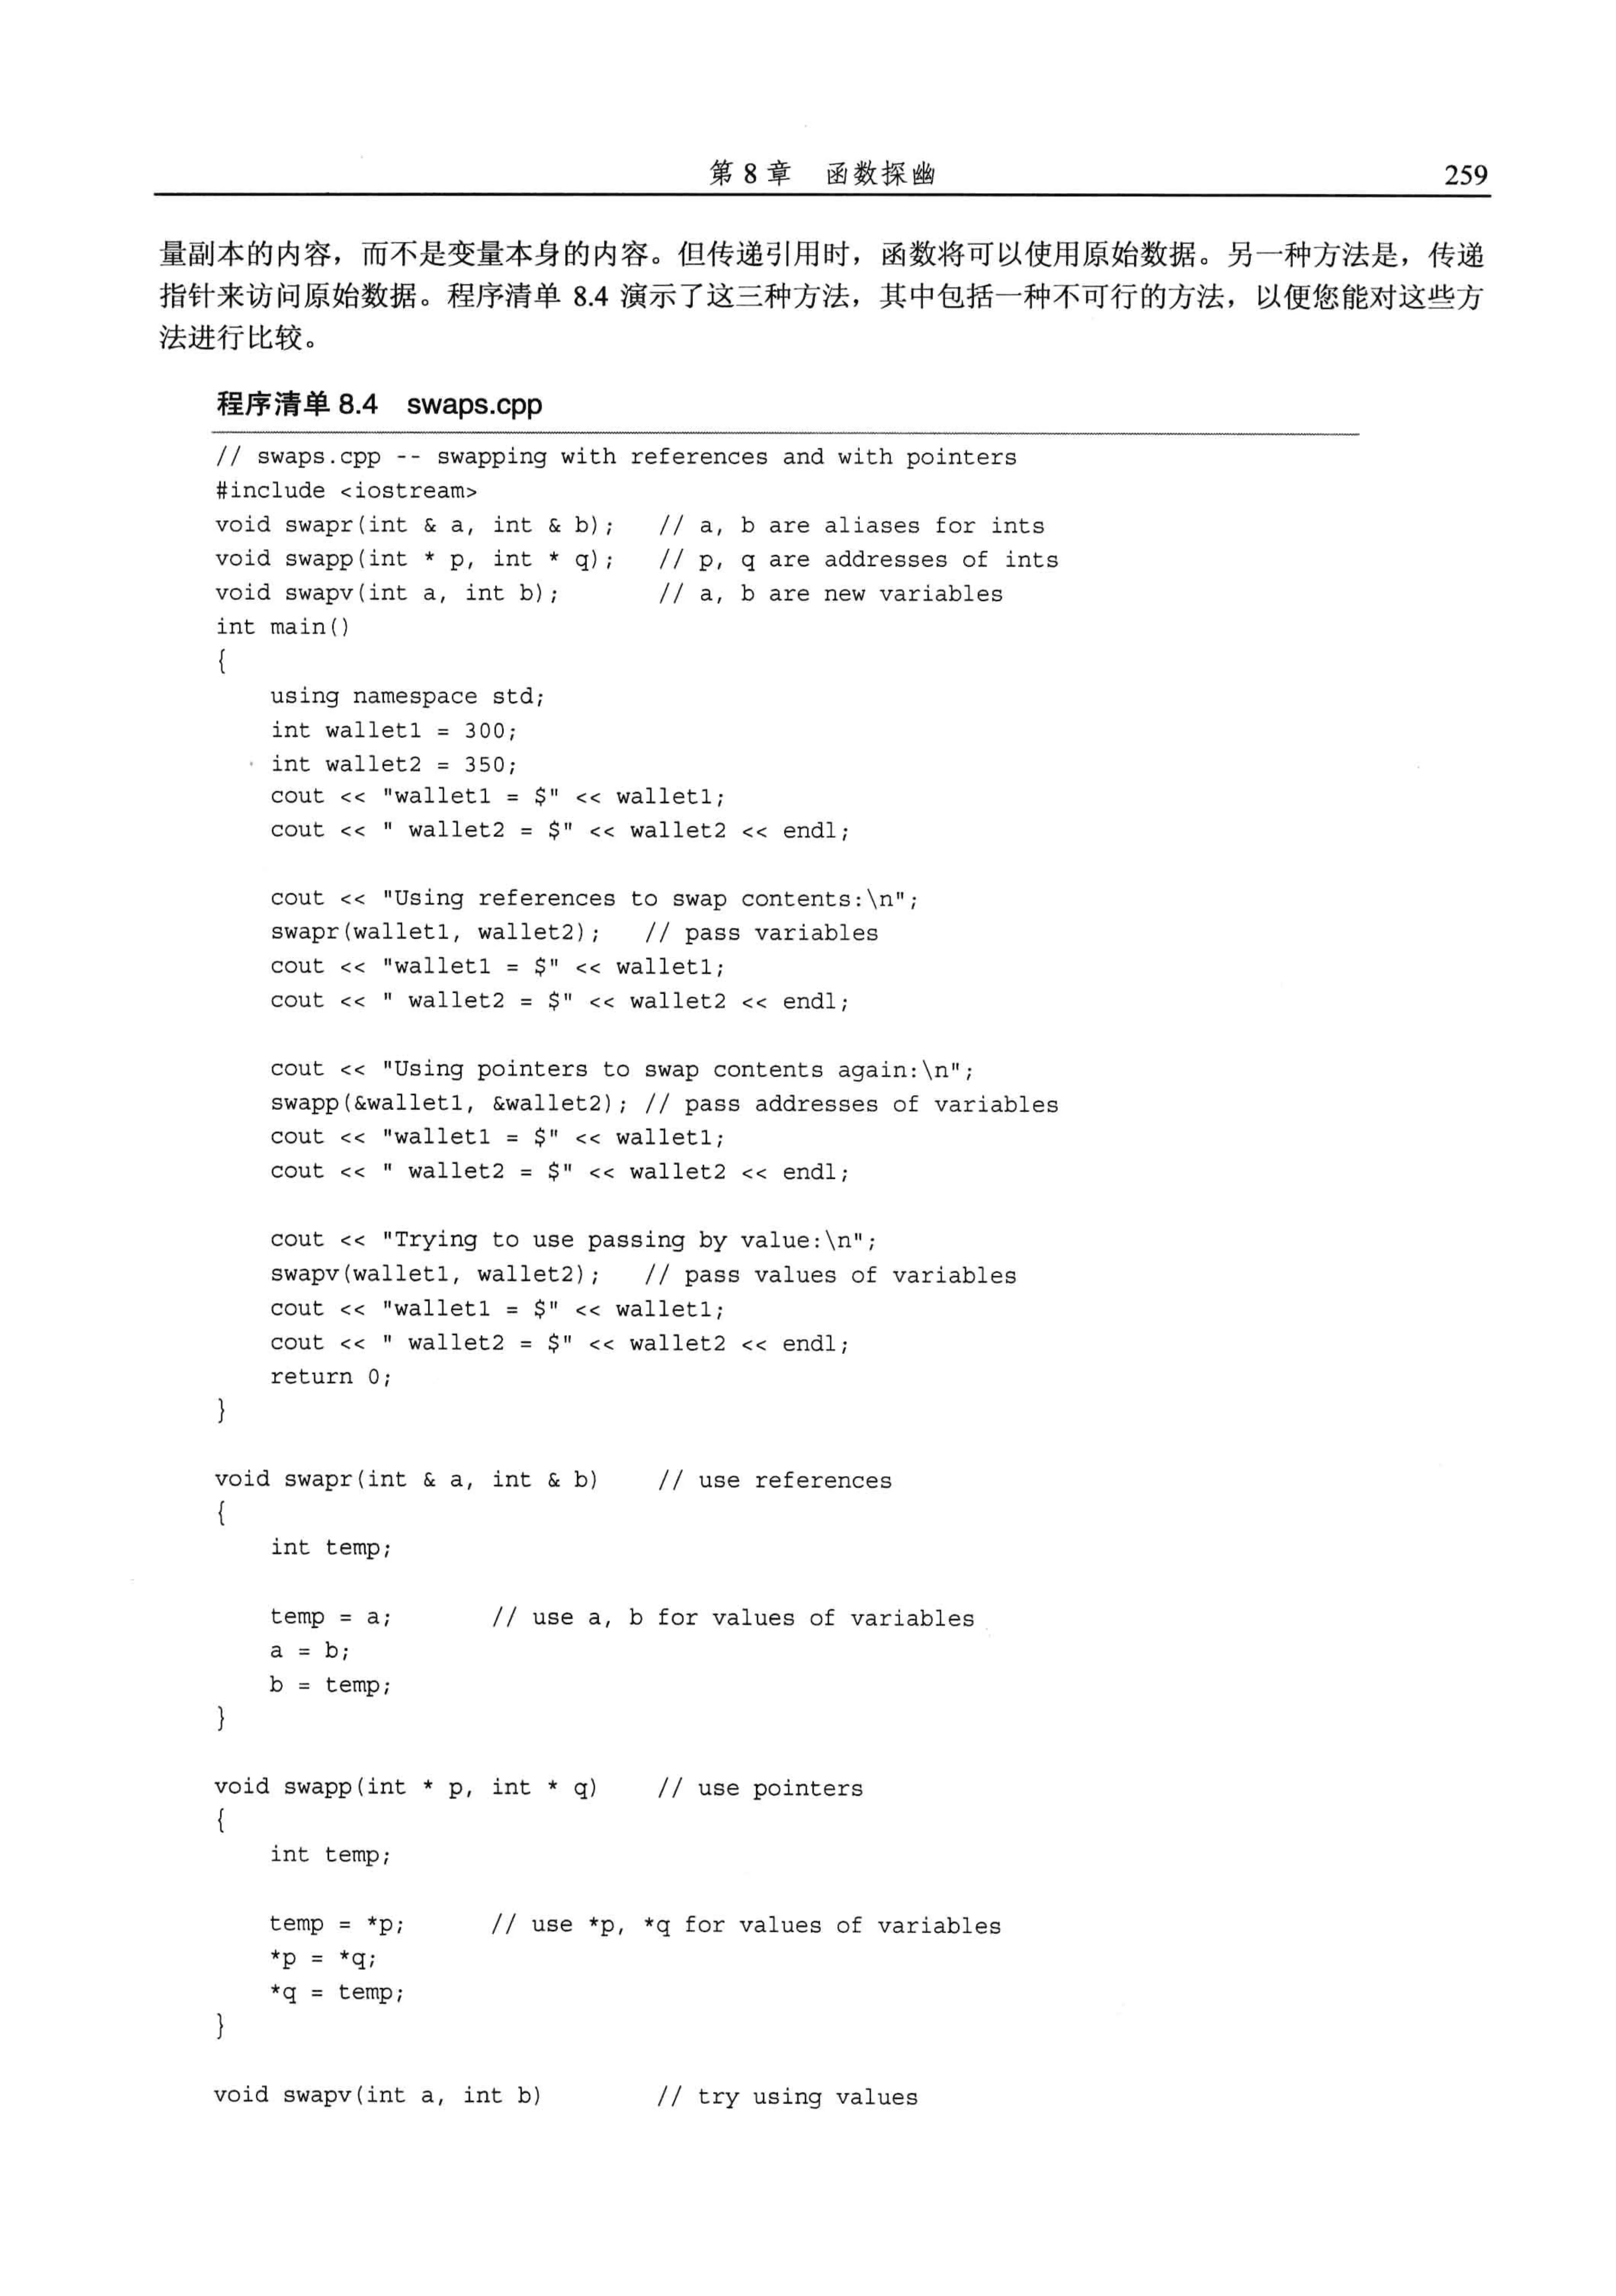 第 8 章 函数探幽 259
量副本的内容，而不是变量本身的内容。但传递引用时，函数将可以使用原始数据。另一种方法是，传递
指针来访问原始数据。程序清单 8.4 演示了这三种方法，其中包括一种不可行的方法，以便您能对这些方
法进行比较。
程序清单 8.4 swaps.cpp
// swaps.cpp -- swapping with references and with pointers
#include <iostream>
void swapr(int & a, int & b);   // a, b are aliases for ints
void swapp(int * p, int * q);   // p, q are addresses of ints
void swapv(int a, int b);       // a, b are new variables
int main()
{
    using namespace std;
    int wallet1 = 300;
    int wallet2 = 350;
    cout << "wallet1 = $" << wallet1;
    cout << " wallet2 = $" << wallet2 << endl;
    cout << "Using references to swap contents:\n";
    swapr(wallet1, wallet2);   // pass variables
    cout << "wallet1 = $" << wallet1;
    cout << " wallet2 = $" << wallet2 << endl;
    cout << "Using pointers to swap contents again:\n";
    swapp(&wallet1, &wallet2); // pass addresses of variables
    cout << "wallet1 = $" << wallet1;
    cout << " wallet2 = $" << wallet2 << endl;
    cout << "Trying to use passing by value:\n";
    swapv(wallet1, wallet2);   // pass values of variables
    cout << "wallet1 = $" << wallet1;
    cout << " wallet2 = $" << wallet2 << endl;
    return 0;
}
void swapr(int & a, int & b)    // use references
{
    int temp;
    temp = a;       // use a, b for values of variables
    a = b;
    b = temp;
}
void swapp(int * p, int * q)    // use pointers
{
    int temp;
    temp = *p;      // use *p, *q for values of variables
    *p = *q;
    *q = temp;
}
void swapv(int a, int b)        // try using values